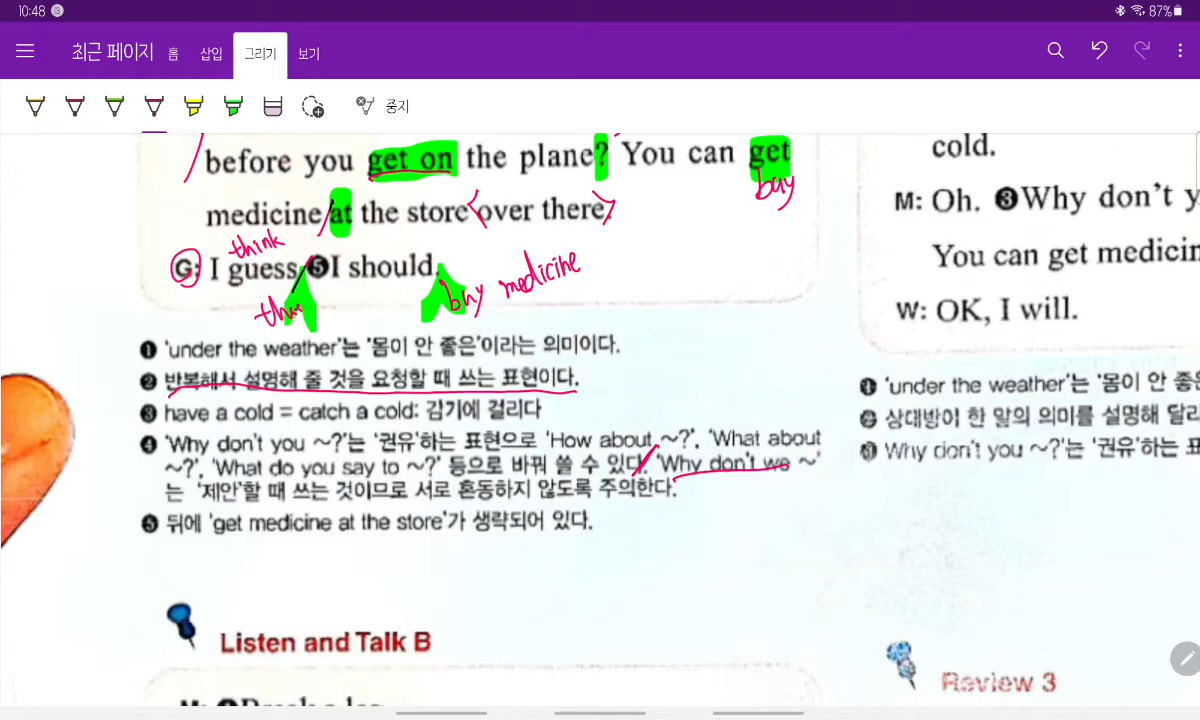 10:48 3 87%
최근 페이지 홈 삽입 그리기 보기
중지
before you get on the plane? You can get
buy
medicine at the store over there.
think
G: I guess ❺I should.
buy medicine
❶ 'under the weather'는 '몸이 안 좋은'이라는 의미이다.
❷ 반복해서 설명해 줄 것을 요청할 때 쓰는 표현이다.
❸ have a cold = catch a cold: 감기에 걸리다
❹ 'Why don't you ~?'는 '권유'하는 표현으로 'How about ~?', 'What about
~?', 'What do you say to ~?' 등으로 바꿔 쓸 수 있다. 'Why don't we ~'
는 '제안'할 때 쓰는 것이므로 서로 혼동하지 않도록 주의한다.
❺ 뒤에 'get medicine at the store'가 생략되어 있다.
Listen and Talk B
cold.
M: Oh. ❸Why don't y
You can get medicin
W: OK, I will.
❶ 'under the weather'는 '몸이 안 좋은
❷ 상대방이 한 말의 의미를 설명해 달리
❸ Why don't you ~?'는 '권유'하는 표
Review 3